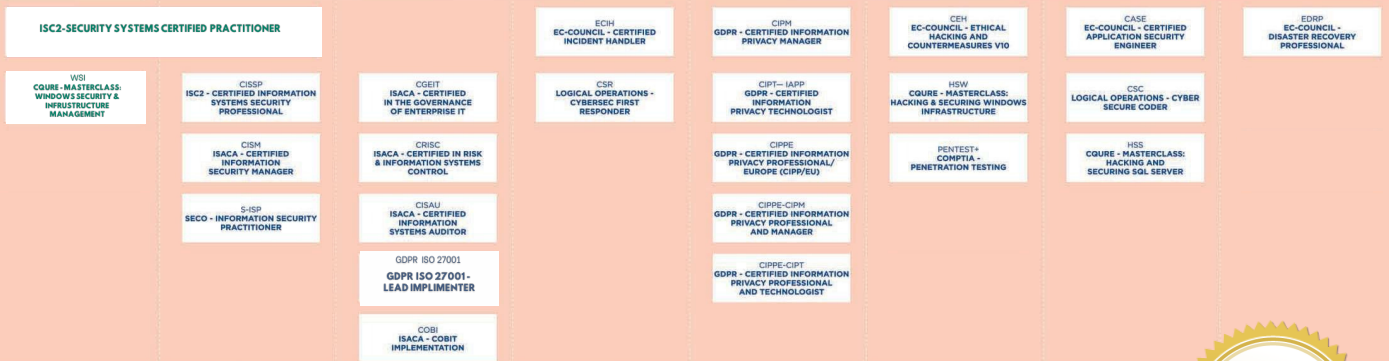 ISC2-SECURITY SYSTEMS CERTIFIED PRACTITIONER
WSI
CQURE - MASTERCLASS:
WINDOWS SECURITY &
INFRUSTRUCTURE
MANAGEMENT
CISSP
ISC2 - CERTIFIED INFORMATION
SYSTEMS SECURITY
PROFESSIONAL
CISM
ISACA - CERTIFIED
INFORMATION
SECURITY MANAGER
S-ISP
SECO - INFORMATION SECURITY
PRACTITIONER
CGEIT
ISACA - CERTIFIED
IN THE GOVERNANCE
OF ENTERPRISE IT
CRISC
ISACA - CERTIFIED IN RISK
& INFORMATION SYSTEMS
CONTROL
CISAU
ISACA - CERTIFIED
INFORMATION
SYSTEMS AUDITOR
GDPR ISO 27001
GDPR ISO 27001 -
LEAD IMPLIMENTER
COBI
ISACA - COBIT
IMPLEMENTATION
ECIH
EC-COUNCIL - CERTIFIED
INCIDENT HANDLER
CSR
LOGICAL OPERATIONS -
CYBERSEC FIRST
RESPONDER
CIPM
GDPR - CERTIFIED INFORMATION
PRIVACY MANAGER
CIPT— IAPP
GDPR - CERTIFIED
INFORMATION
PRIVACY TECHNOLOGIST
CIPPE
GDPR - CERTIFIED INFORMATION
PRIVACY PROFESSIONAL/
EUROPE (CIPP/EU)
CIPPE-CIPM
GDPR - CERTIFIED INFORMATION
PRIVACY PROFESSIONAL
AND MANAGER
CIPPE-CIPT
GDPR - CERTIFIED INFORMATION
PRIVACY PROFESSIONAL
AND TECHNOLOGIST
CEH
EC-COUNCIL - ETHICAL
HACKING AND
COUNTERMEASURES V10
HSW
CQURE - MASTERCLASS:
HACKING & SECURING WINDOWS
INFRASTRUCTURE
PENTEST+
COMPTIA -
PENETRATION TESTING
CASE
EC-COUNCIL - CERTIFIED
APPLICATION SECURITY
ENGINEER
CSC
LOGICAL OPERATIONS - CYBER
SECURE CODER
HSS
CQURE - MASTERCLASS:
HACKING AND
SECURING SQL SERVER
EDRP
EC-COUNCIL -
DISASTER RECOVERY
PROFESSIONAL